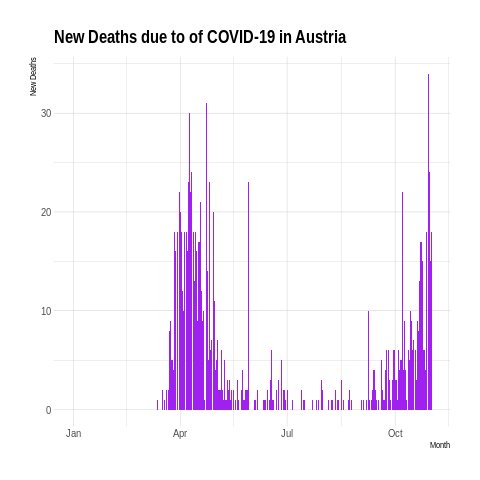 New Deaths due to of COVID-19 in Austria
New Deaths
30
20
10
0
Jan Apr Jul Oct
Month